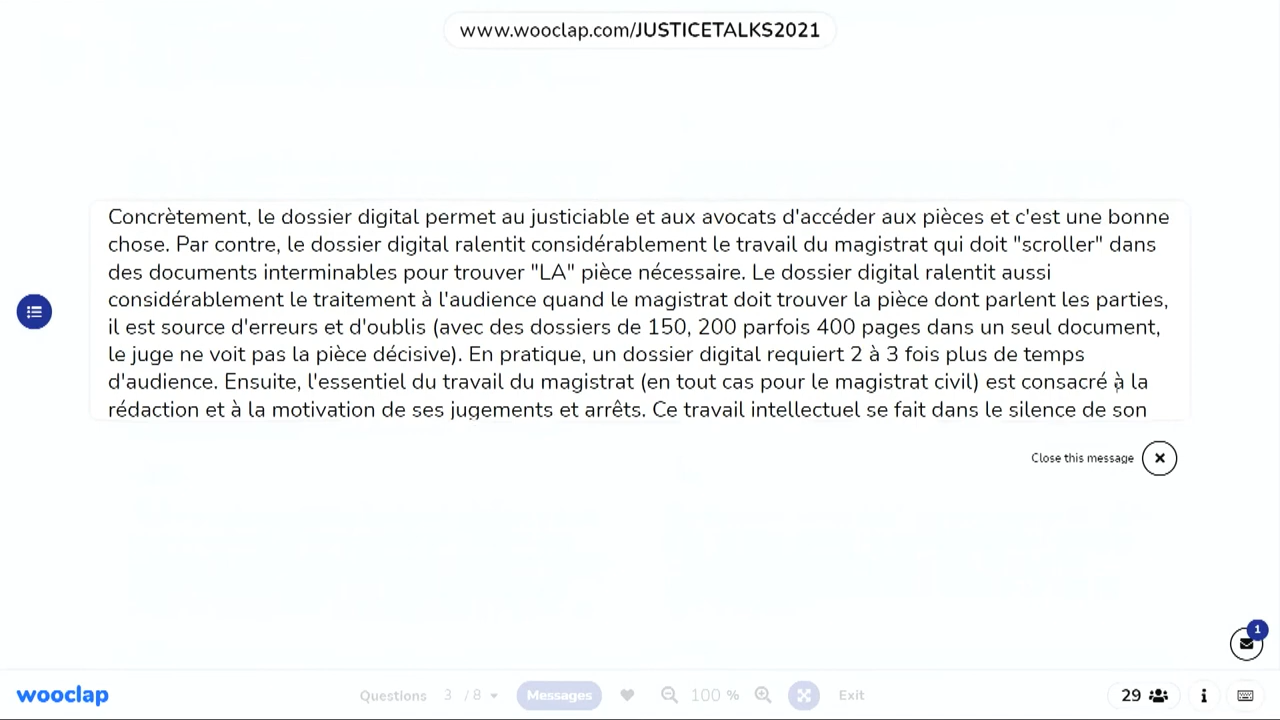 www.wooclap.com/JUSTICETALKS2021
Concrètement, le dossier digital permet au justiciable et aux avocats d'accéder aux pièces et c'est une bonne
chose. Par contre, le dossier digital ralentit considérablement le travail du magistrat qui doit "scroller" dans
des documents interminables pour trouver "LA" pièce nécessaire. Le dossier digital ralentit aussi
considérablement le traitement à l'audience quand le magistrat doit trouver la pièce dont parlent les parties,
il est source d'erreurs et d'oublis (avec des dossiers de 150, 200 parfois 400 pages dans un seul document,
le juge ne voit pas la pièce décisive). En pratique, un dossier digital requiert 2 à 3 fois plus de temps
d'audience. Ensuite, l'essentiel du travail du magistrat (en tout cas pour le magistrat civil) est consacré à la
rédaction et à la motivation de ses jugements et arrêts. Ce travail intellectuel se fait dans le silence de son
Close this message
1
wooclap
Questions 3 / 8 Messages 100 % Exit 29